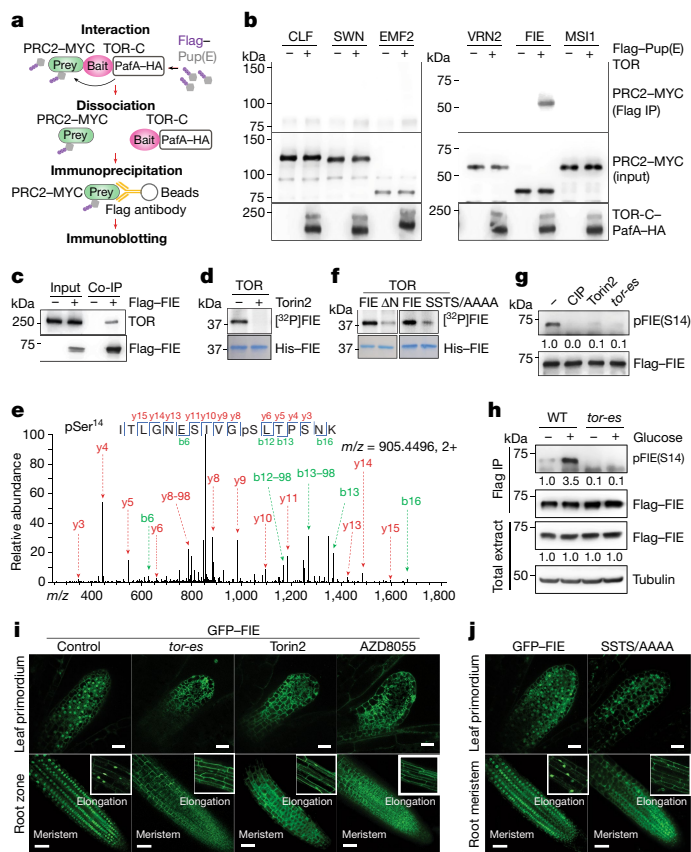 a
Interaction
PRC2–MYC TOR-C
Flag–
Pup(E)
Prey Bait PafA–HA
Dissociation
PRC2–MYC TOR-C
Prey Bait PafA–HA
Immunoprecipitation
PRC2–MYC Prey Beads
Flag antibody
Immunoblotting
b
CLF SWN EMF2 VRN2 FIE MSI1
kDa – + – + – + kDa – + – + – + Flag–Pup(E)
TOR
150
100
75
75
50
PRC2–MYC
(Flag IP)
150
100
75
75
50
37
PRC2–MYC
(input)
250 250
TOR-C–
PafA–HA
c
Input Co-IP
kDa – + – + Flag–FIE
250 TOR
75 Flag–FIE
d
TOR
kDa – + Torin2
37 [32P]FIE
37 His–FIE
f
TOR
kDa FIE ΔN FIE SSTS/AAAA
37 [32P]FIE
37 His–FIE
g
kDa – CIP Torin2 tor-es
75 pFIE(S14)
1.0 0.0 0.1 0.1
75 Flag–FIE
e
pSer14
y15 y14 y13 y11 y10 y9 y8 y6 y5 y4 y3
I T L G N E S I V G pS L T P S N K
b6 b12 b13 b16
m/z = 905.4496, 2+
Relative abundance
100
80
60
40
20
0
y3
y4
y5
b6
y6
y8–98
y8
y9
y10
b12–98
y11
b13–98
b13
y13
y14
y15
b16
m/z 400 600 800 1,000 1,200 1,400 1,600 1,800
h
WT tor-es
kDa – + – + Glucose
Flag IP
75 pFIE(S14)
1.0 3.5 0.1 0.1
75 Flag–FIE
Total extract
75 Flag–FIE
1.0 1.0 1.0 1.0
50 Tubulin
i
GFP–FIE
Control tor-es Torin2 AZD8055
Leaf primordium
Root zone
Elongation Elongation Elongation Elongation
Meristem Meristem Meristem Meristem
j
GFP–FIE SSTS/AAAA
Leaf primordium
Root meristem
Elongation Elongation
Meristem Meristem